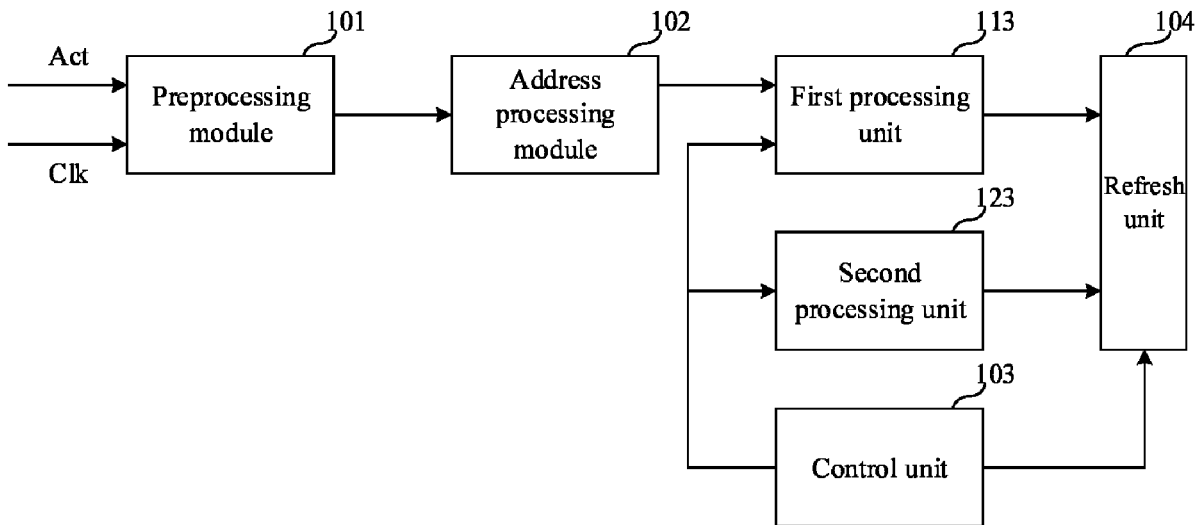 101
102
113
104
Act
Clk
Preprocessing
module
Address
processing
module
First processing
unit
Refresh
unit
123
Second
processing unit
103
Control unit